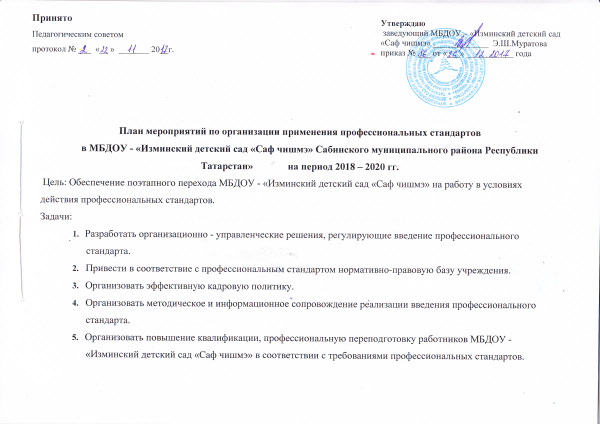 Принято
Педагогическим советом
протокол № 2 «22» 11 2017г.
Утверждаю
заведующий МБДОУ - «Изминский детский сад
«Саф чишмэ» Э.Ш.Муратова
приказ № от « » 12 2017 года
План мероприятий по организации применения профессиональных стандартов
в МБДОУ - «Изминский детский сад «Саф чишмэ» Сабинского муниципального района Республики
Татарстан» на период 2018 – 2020 гг.
Цель: Обеспечение поэтапного перехода МБДОУ - «Изминский детский сад «Саф чишмэ» на работу в условиях
действия профессиональных стандартов.
Задачи:
1. Разработать организационно - управленческие решения, регулирующие введение профессионального
стандарта.
2. Привести в соответствие с профессиональным стандартом нормативно-правовую базу учреждения.
3. Организовать эффективную кадровую политику.
4. Организовать методическое и информационное сопровождение реализации введения профессионального
стандарта.
5. Организовать повышение квалификации, профессиональную переподготовку работников МБДОУ -
«Изминский детский сад «Саф чишмэ» в соответствии с требованиями профессиональных стандартов.